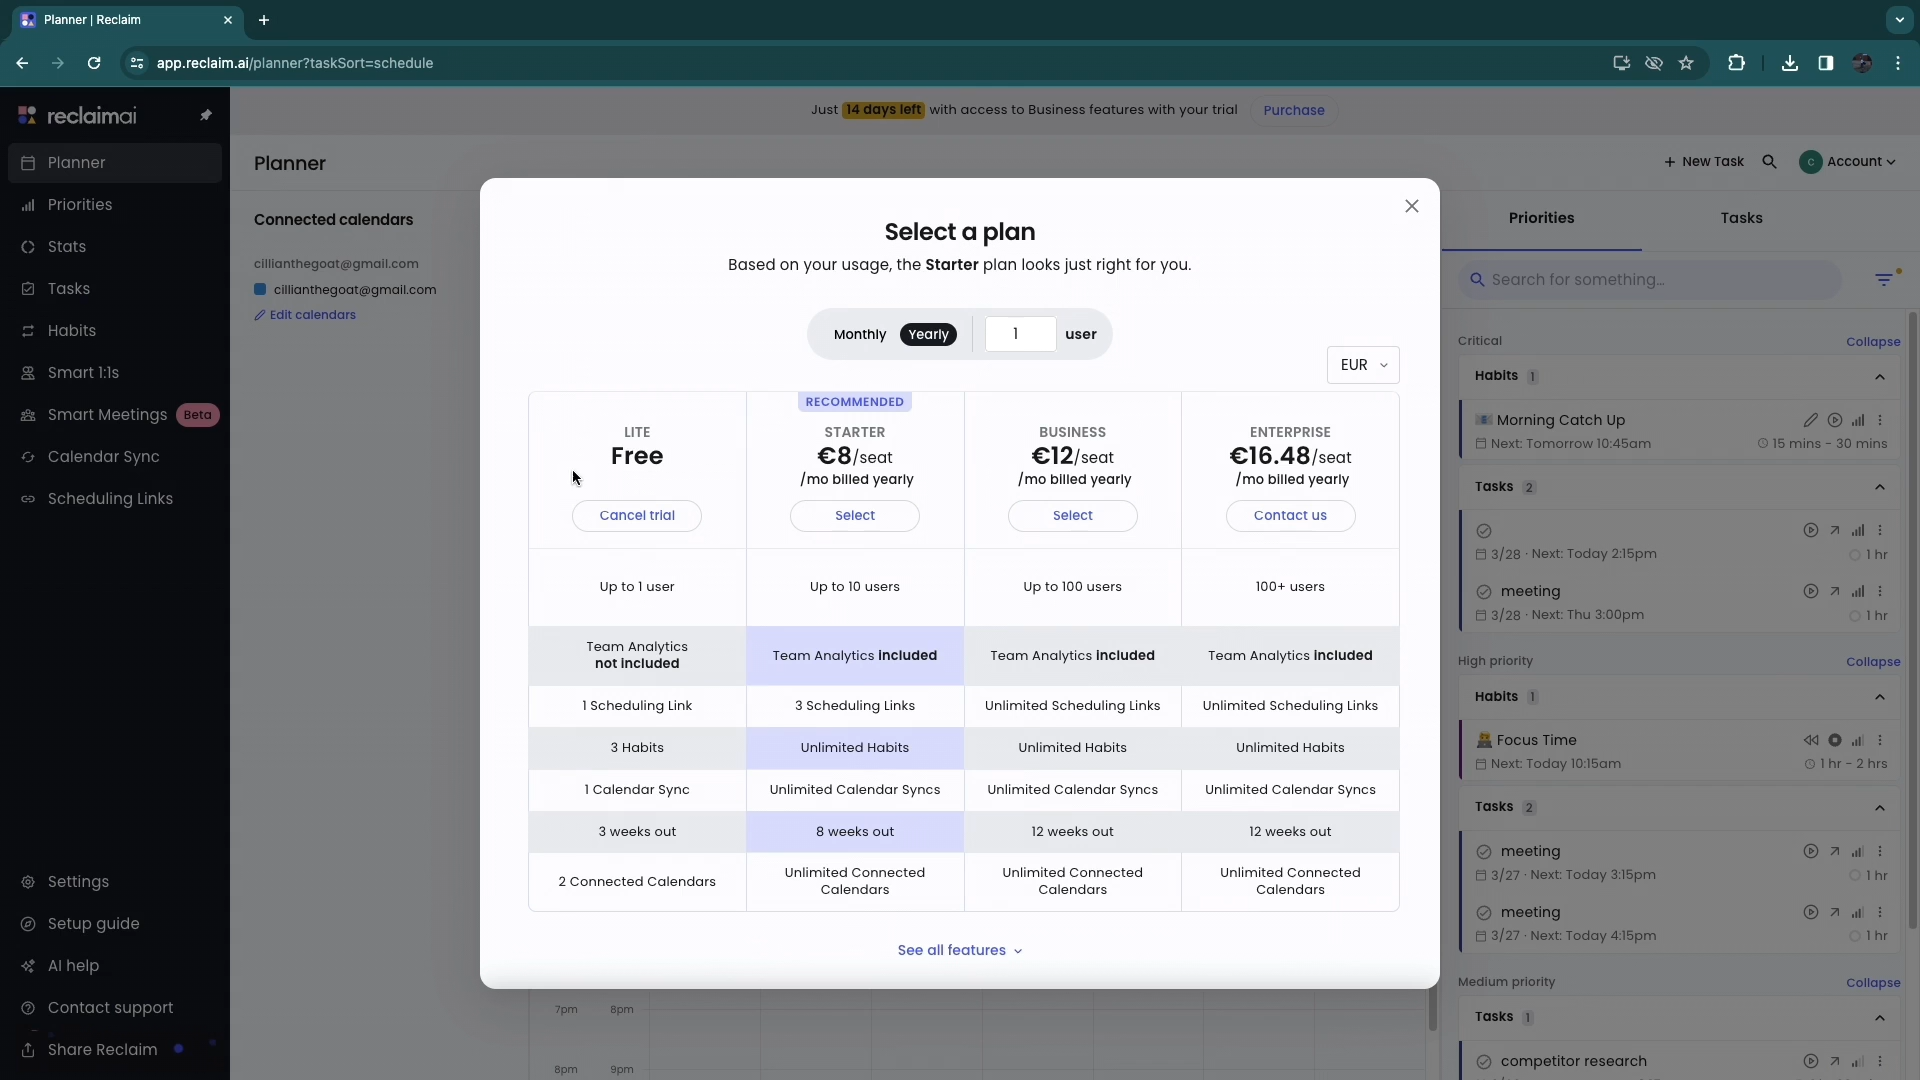 Planner | Reclaim
app.reclaim.ai/planner?taskSort=schedule
reclaimai
Planner
Priorities
Stats
Tasks
Habits
Smart 1:1s
Smart Meetings Beta
Calendar Sync
Scheduling Links
Settings
Setup guide
AI help
Contact support
Share Reclaim
Just 14 days left with access to Business features with your trial Purchase
Planner
+ New Task
C Account
Connected calendars
cillianthegoat@gmail.com
cillianthegoat@gmail.com
Edit calendars
Select a plan
Based on your usage, the Starter plan looks just right for you.
Monthly Yearly 1 user
EUR
RECOMMENDED
LITE STARTER BUSINESS ENTERPRISE
Free €8/seat €12/seat €16.48/seat
/mo billed yearly /mo billed yearly /mo billed yearly
Cancel trial Select Select Contact us
Up to 1 user Up to 10 users Up to 100 users 100+ users
Team Analytics
not included Team Analytics included Team Analytics included Team Analytics included
1 Scheduling Link 3 Scheduling Links Unlimited Scheduling Links Unlimited Scheduling Links
3 Habits Unlimited Habits Unlimited Habits Unlimited Habits
1 Calendar Sync Unlimited Calendar Syncs Unlimited Calendar Syncs Unlimited Calendar Syncs
3 weeks out 8 weeks out 12 weeks out 12 weeks out
2 Connected Calendars Unlimited Connected Unlimited Connected Unlimited Connected
Calendars Calendars Calendars
See all features
7pm 8pm
8pm 9pm
Priorities Tasks
Search for something...
Critical Collapse
Habits 1
Morning Catch Up
Next: Tomorrow 10:45am 15 mins - 30 mins
Tasks 2
3/28 · Next: Today 2:15pm 1 hr
meeting
3/28 · Next: Thu 3:00pm 1 hr
High priority Collapse
Habits 1
Focus Time
Next: Today 10:15am 1 hr - 2 hrs
Tasks 2
meeting
3/27 · Next: Today 3:15pm 1 hr
meeting
3/27 · Next: Today 4:15pm 1 hr
Medium priority Collapse
Tasks 1
competitor research